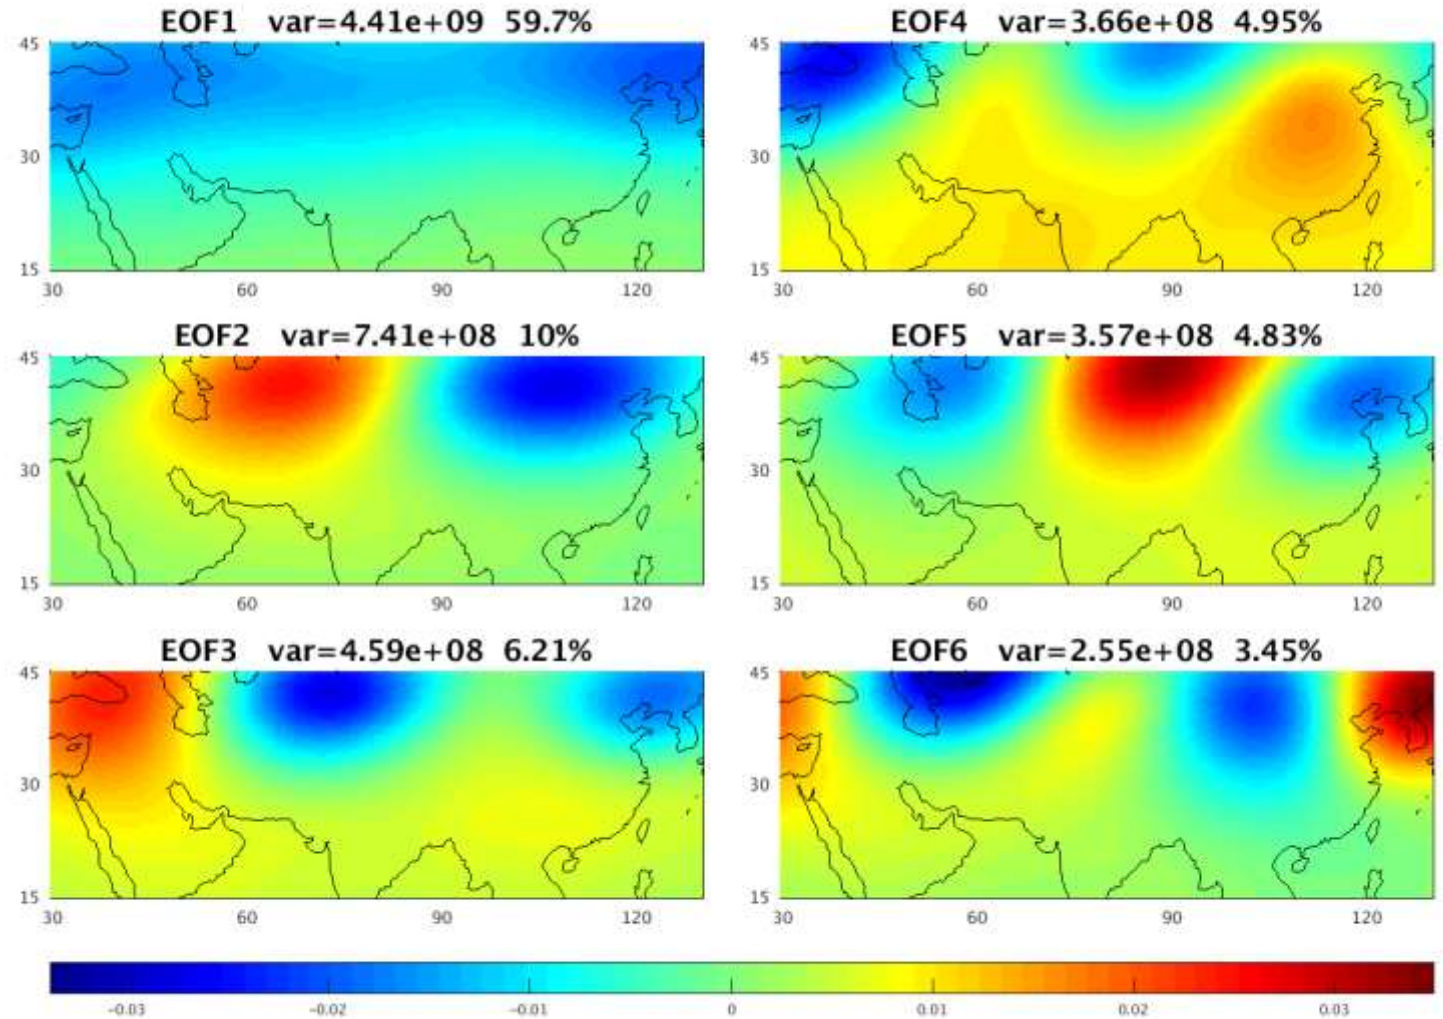 EOF1 var=4.41e+09 59.7%
45
30
15
30 60 90 120
EOF4 var=3.66e+08 4.95%
45
30
15
30 60 90 120
EOF2 var=7.41e+08 10%
45
30
15
30 60 90 120
EOF5 var=3.57e+08 4.83%
45
30
15
30 60 90 120
EOF3 var=4.59e+08 6.21%
45
30
15
30 60 90 120
EOF6 var=2.55e+08 3.45%
45
30
15
30 60 90 120
−0.03 −0.02 −0.01 0 0.01 0.02 0.03